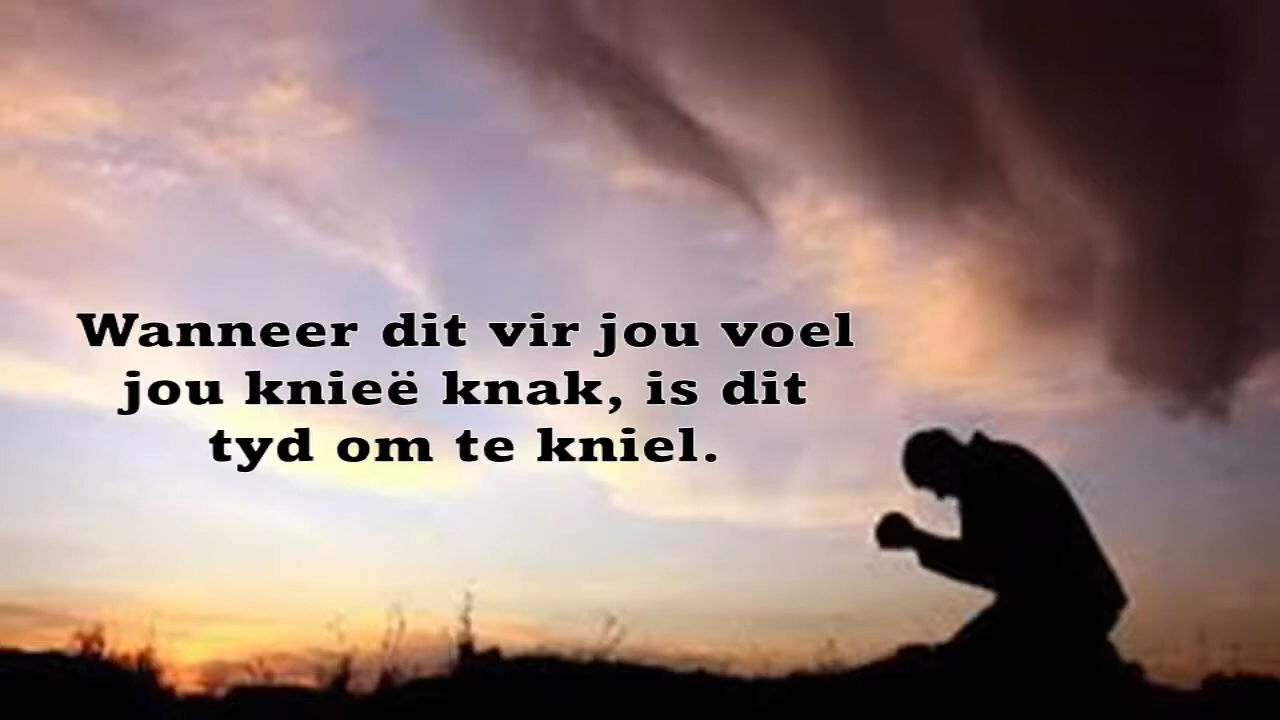 Wanneer dit vir jou voel
jou knieë knak, is dit
tyd om te kniel.